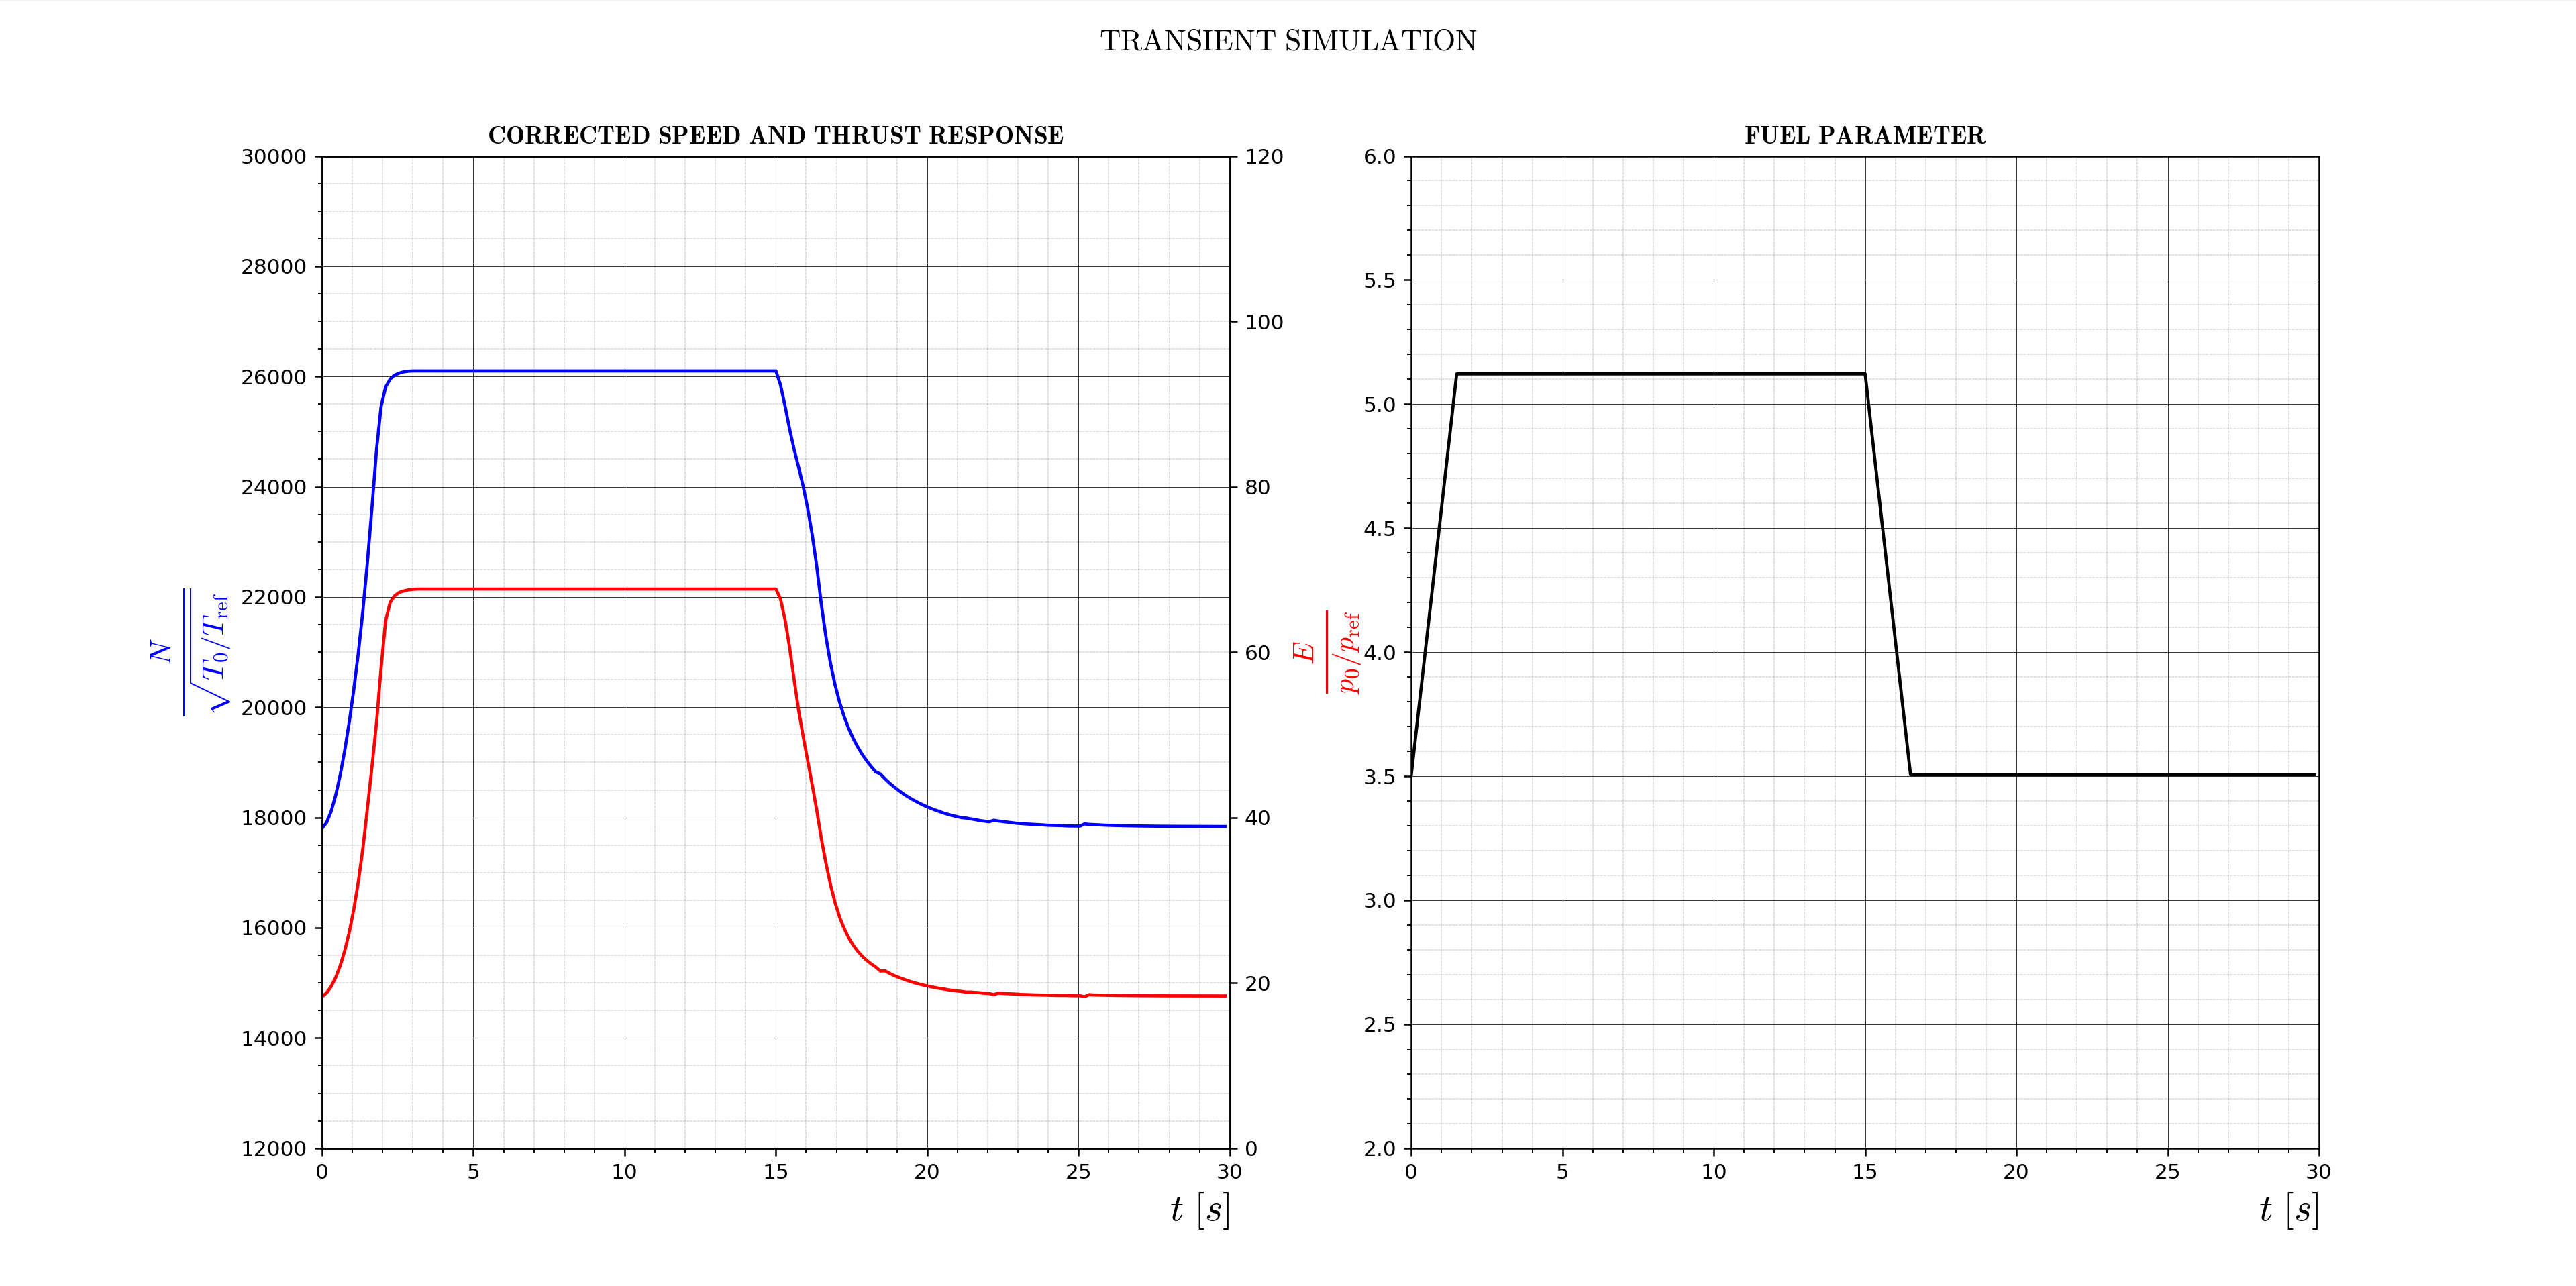 TRANSIENT SIMULATION
CORRECTED SPEED AND THRUST RESPONSE
30000
28000
26000
24000
22000
20000
18000
16000
14000
12000
N
√T0/Tref
0 5 10 15 20 25 30
t [s]
120
100
80
60
40
20
0
E
p0/pref
FUEL PARAMETER
6.0
5.5
5.0
4.5
4.0
3.5
3.0
2.5
2.0
0 5 10 15 20 25 30
t [s]